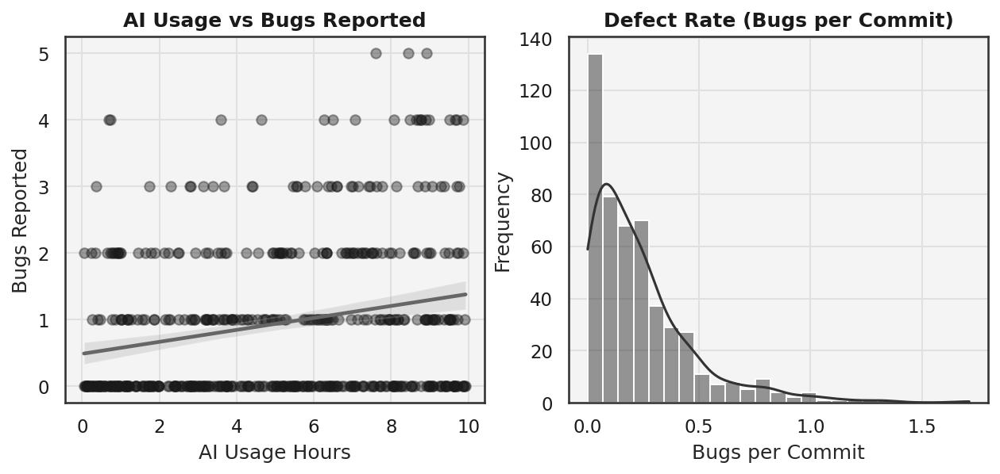 AI Usage vs Bugs Reported
5
4
3
2
1
0
Bugs Reported
0 2 4 6 8 10
AI Usage Hours
Defect Rate (Bugs per Commit)
140
120
100
80
60
40
20
0
Frequency
0.0 0.5 1.0 1.5
Bugs per Commit